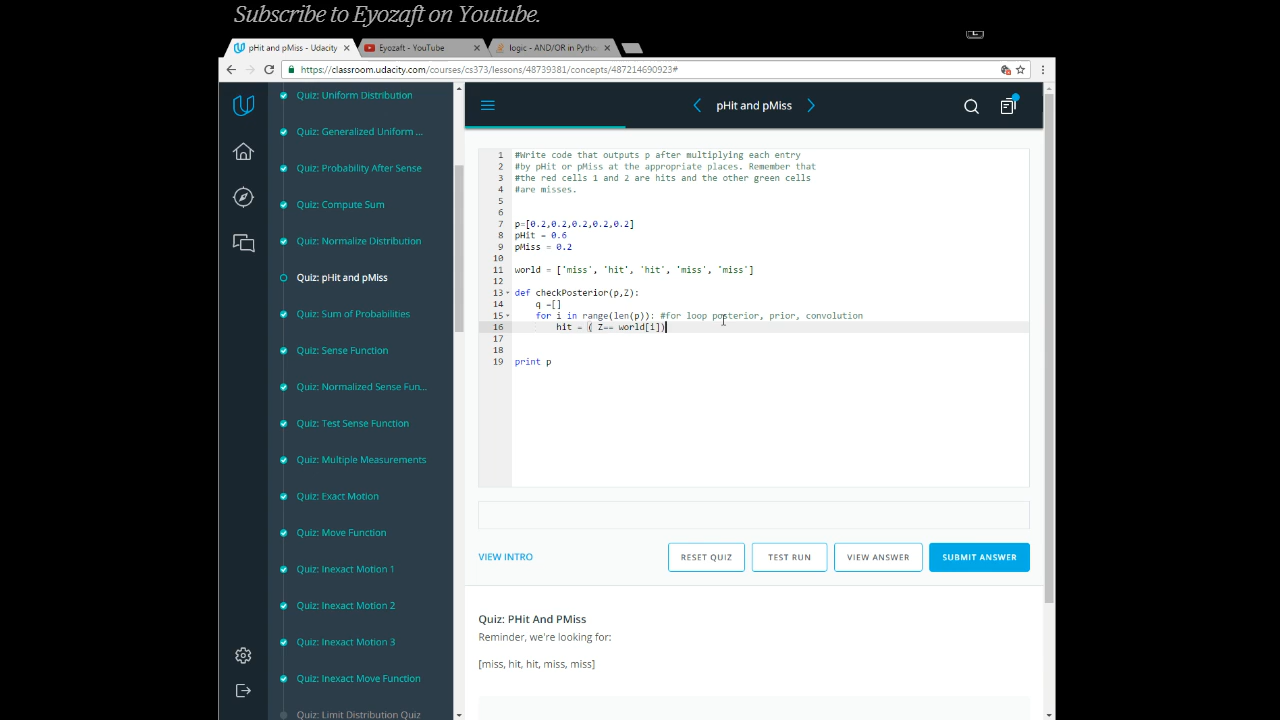 Subscribe to Eyozaft on Youtube.
pHit and pMiss - Udacity
Eyozaft - YouTube
logic - AND/OR in Pytho
https://classroom.udacity.com/courses/cs373/lessons/48739381/concepts/487214690923#
Quiz: Uniform Distribution
Quiz: Generalized Uniform ...
Quiz: Probability After Sense
Quiz: Compute Sum
Quiz: Normalize Distribution
Quiz: pHit and pMiss
Quiz: Sum of Probabilities
Quiz: Sense Function
Quiz: Normalized Sense Fun...
Quiz: Test Sense Function
Quiz: Multiple Measurements
Quiz: Exact Motion
Quiz: Move Function
Quiz: Inexact Motion 1
Quiz: Inexact Motion 2
Quiz: Inexact Motion 3
Quiz: Inexact Move Function
Quiz: Limit Distribution Quiz
pHit and pMiss
1 #Write code that outputs p after multiplying each entry
2 #by pHit or pMiss at the appropriate places. Remember that
3 #the red cells 1 and 2 are hits and the other green cells
4 #are misses.
5
6
7 p=[0.2,0.2,0.2,0.2,0.2]
8 pHit = 0.6
9 pMiss = 0.2
10
11 world = ['miss', 'hit', 'hit', 'miss', 'miss']
12
13 def checkPosterior(p,Z):
14 q =[]
15 for i in range(len(p)): #for loop posterior, prior, convolution
16 hit = ( Z== world[i])
17
18
19 print p
VIEW INTRO
RESET QUIZ
TEST RUN
VIEW ANSWER
SUBMIT ANSWER
Quiz: PHit And PMiss
Reminder, we're looking for:
[miss, hit, hit, miss, miss]